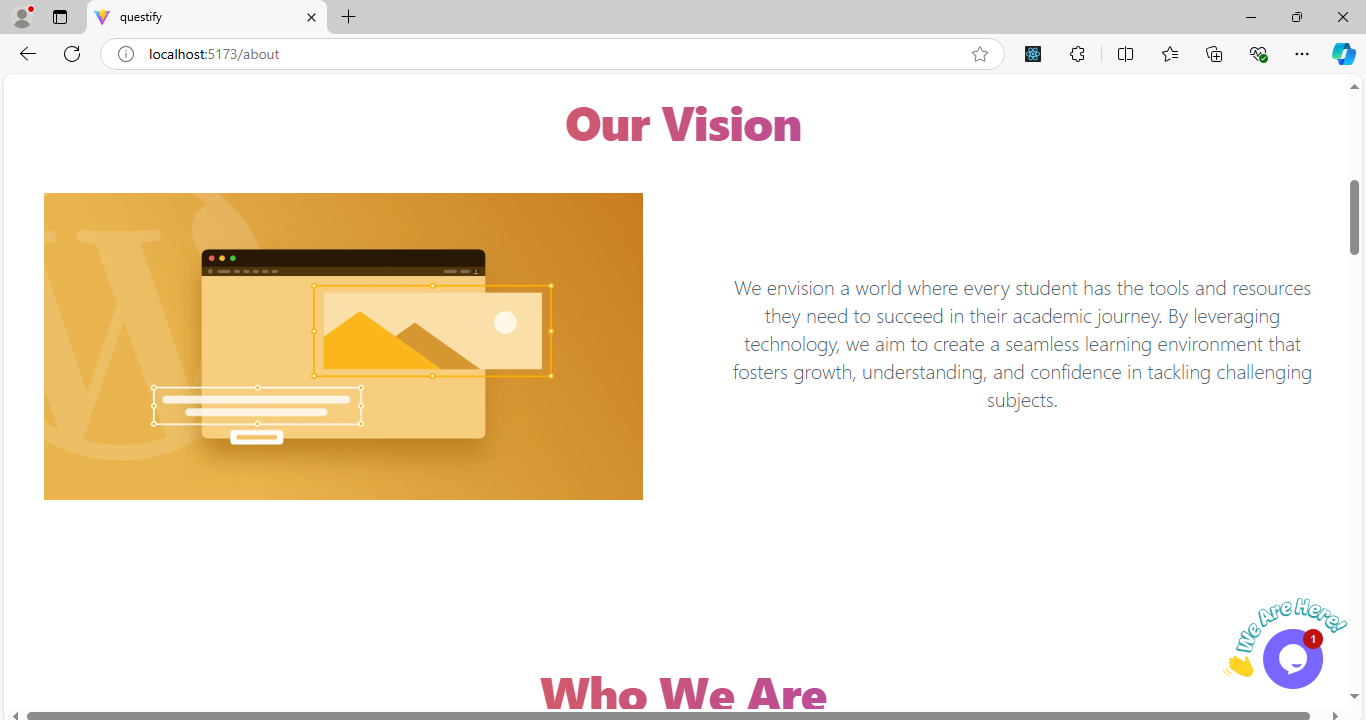 questify
localhost:5173/about
Our Vision
W
We envision a world where every student has the tools and resources
they need to succeed in their academic journey. By leveraging
technology, we aim to create a seamless learning environment that
fosters growth, understanding, and confidence in tackling challenging
subjects.
We Are Here!
1
Who We Are